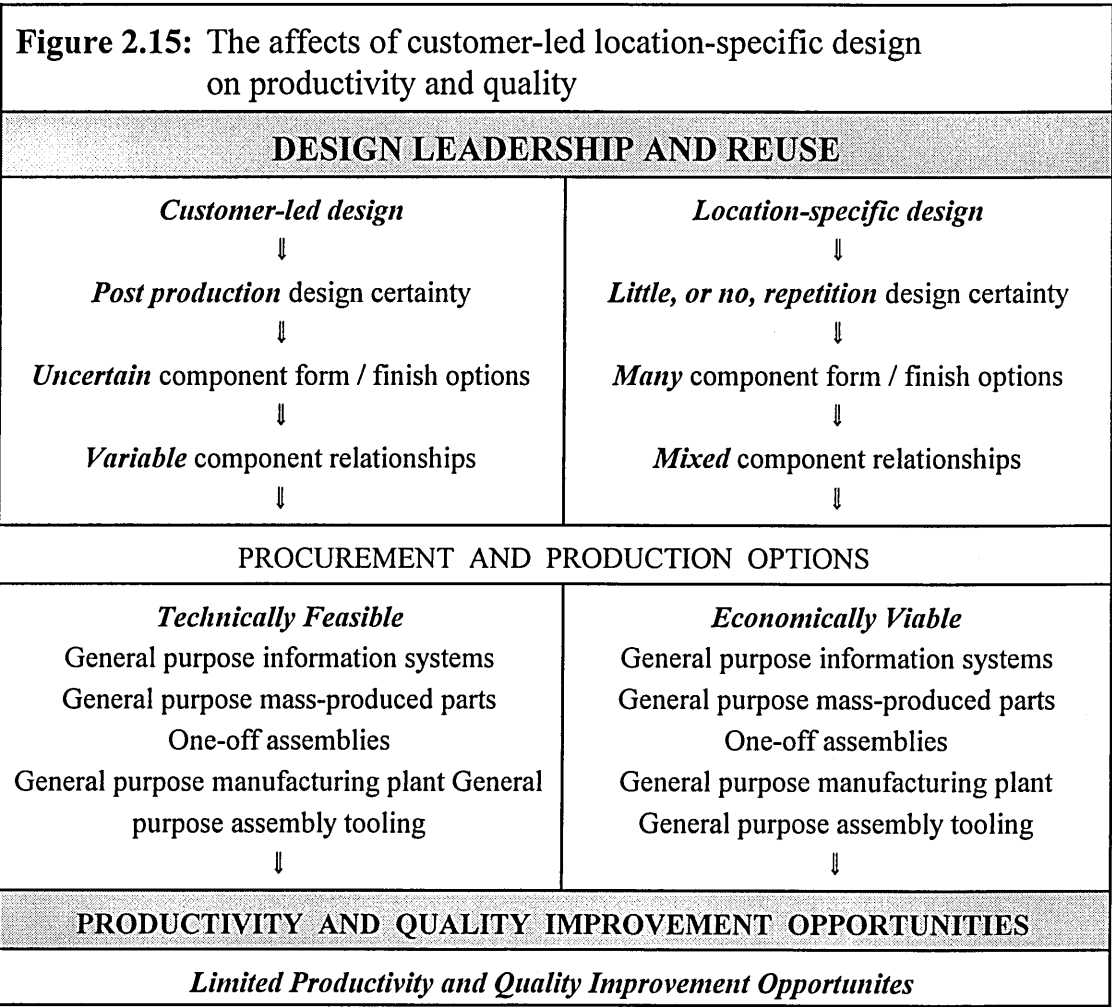 Figure 2.15: The affects of customer-led location-specific design
on productivity and quality
DESIGN LEADERSHIP AND REUSE
Customer-led design
⇓
Post production design certainty
⇓
Uncertain component form / finish options
⇓
Variable component relationships
⇓
Location-specific design
⇓
Little, or no, repetition design certainty
⇓
Many component form / finish options
⇓
Mixed component relationships
⇓
PROCUREMENT AND PRODUCTION OPTIONS
Technically Feasible
General purpose information systems
General purpose mass-produced parts
One-off assemblies
General purpose manufacturing plant General
purpose assembly tooling
⇓
Economically Viable
General purpose information systems
General purpose mass-produced parts
One-off assemblies
General purpose manufacturing plant
General purpose assembly tooling
⇓
PRODUCTIVITY AND QUALITY IMPROVEMENT OPPORTUNITIES
Limited Productivity and Quality Improvement Opportunites